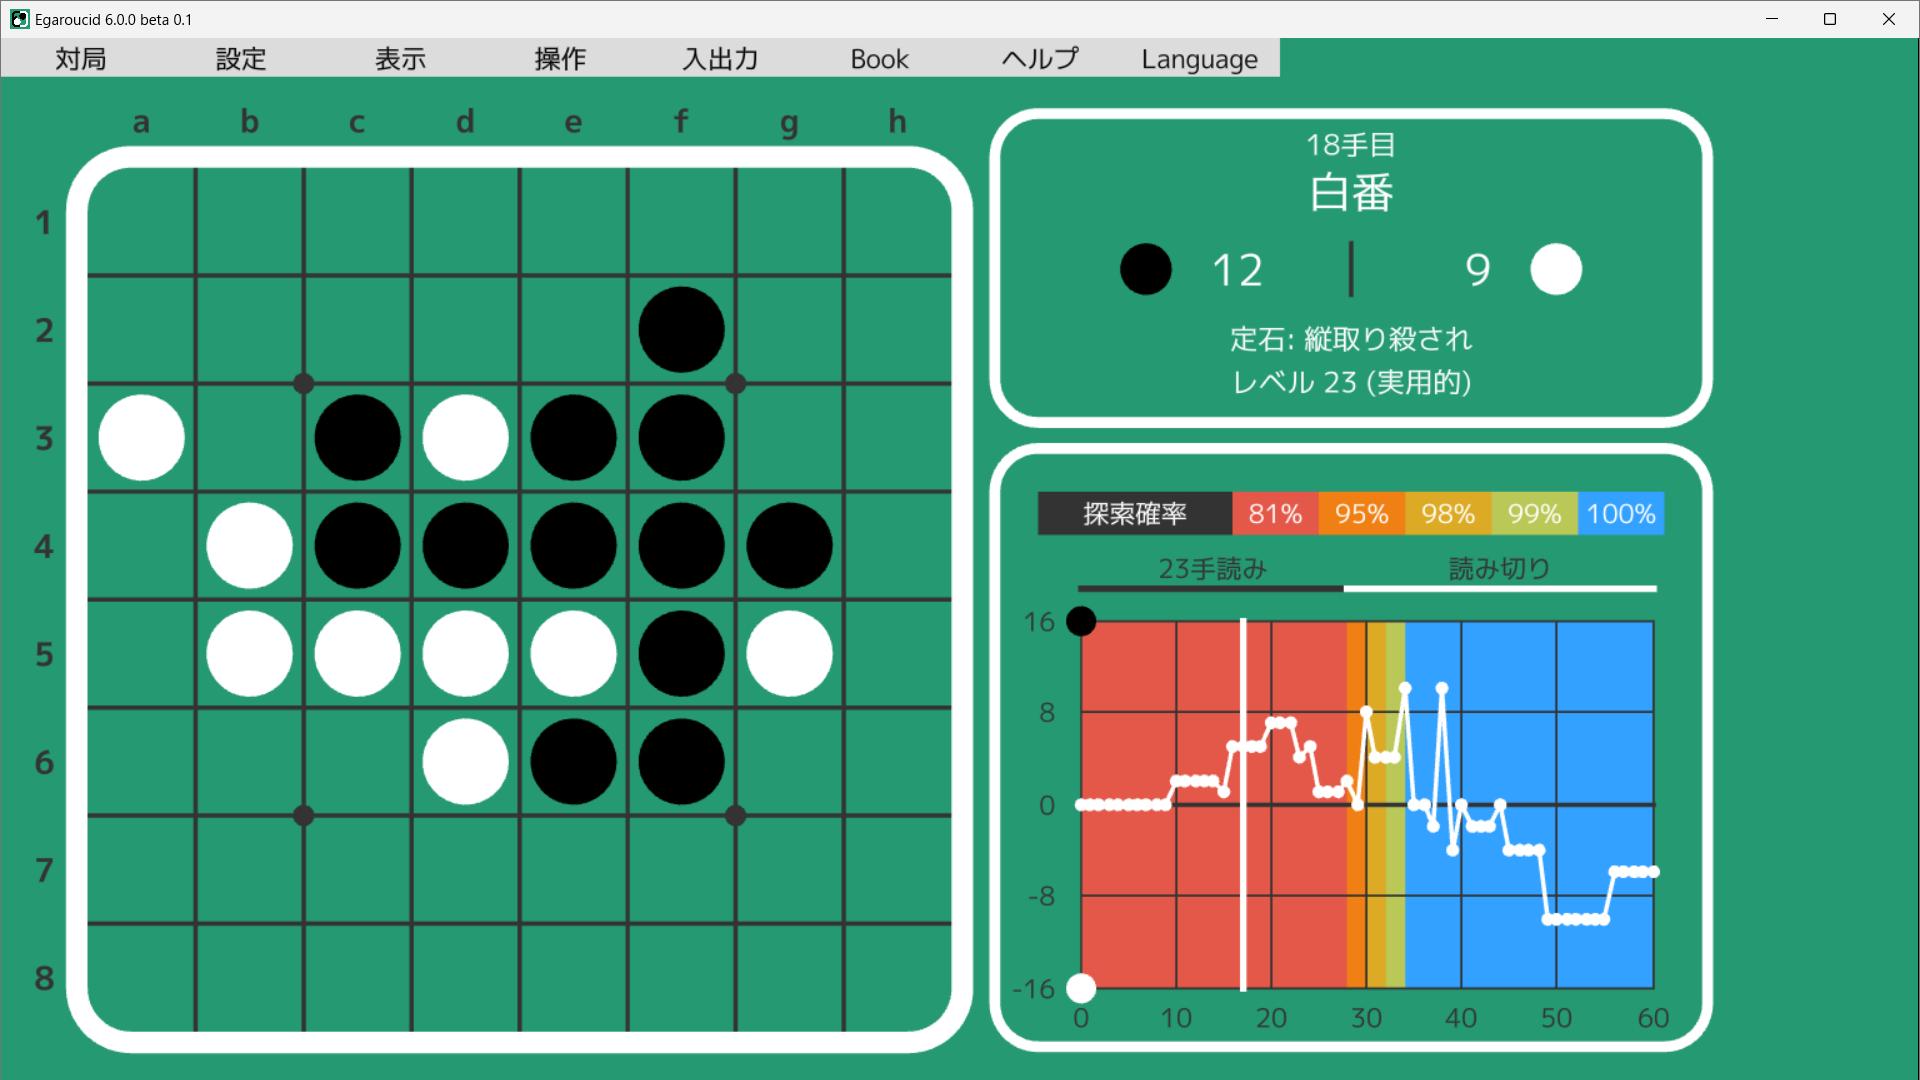 Egaroucid 6.0.0 beta 0.1
対局 設定 表示 操作 入出力 Book ヘルプ Language
a b c d e f g h
1
2
3
4
5
6
7
8
18手目
白番
12 9
定石: 縦取り殺され
レベル 23 (実用的)
探索確率 81% 95% 98% 99% 100%
23手読み 読み切り
16
8
0
-8
-16
0 10 20 30 40 50 60